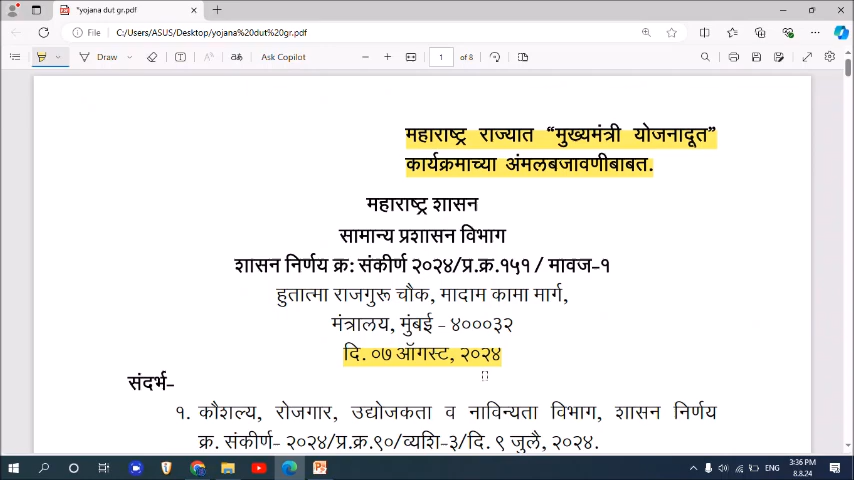 *yojana dut gr.pdf
File
C:/Users/ASUS/Desktop/yojana%20dut%20gr.pdf
Draw
Ask Copilot
1
of 8
महाराष्ट्र राज्यात “मुख्यमंत्री योजनादूत”
कार्यक्रमाच्या अंमलबजावणीबाबत.
महाराष्ट्र शासन
सामान्य प्रशासन विभाग
शासन निर्णय क्र: संकीर्ण २०२४/प्र.क्र.१५१ / मावज-१
हुतात्मा राजगुरू चौक, मादाम कामा मार्ग,
मंत्रालय, मुंबई - ४०००३२
दि. ०७ ऑगस्ट, २०२४
संदर्भ-
१. कौशल्य, रोजगार, उद्योजकता व नाविन्यता विभाग, शासन निर्णय
क्र. संकीर्ण- २०२४/प्र.क्र.९०/व्यशि-३/दि. ९ जुलै, २०२४.
ENG
3:36 PM
8.8.24